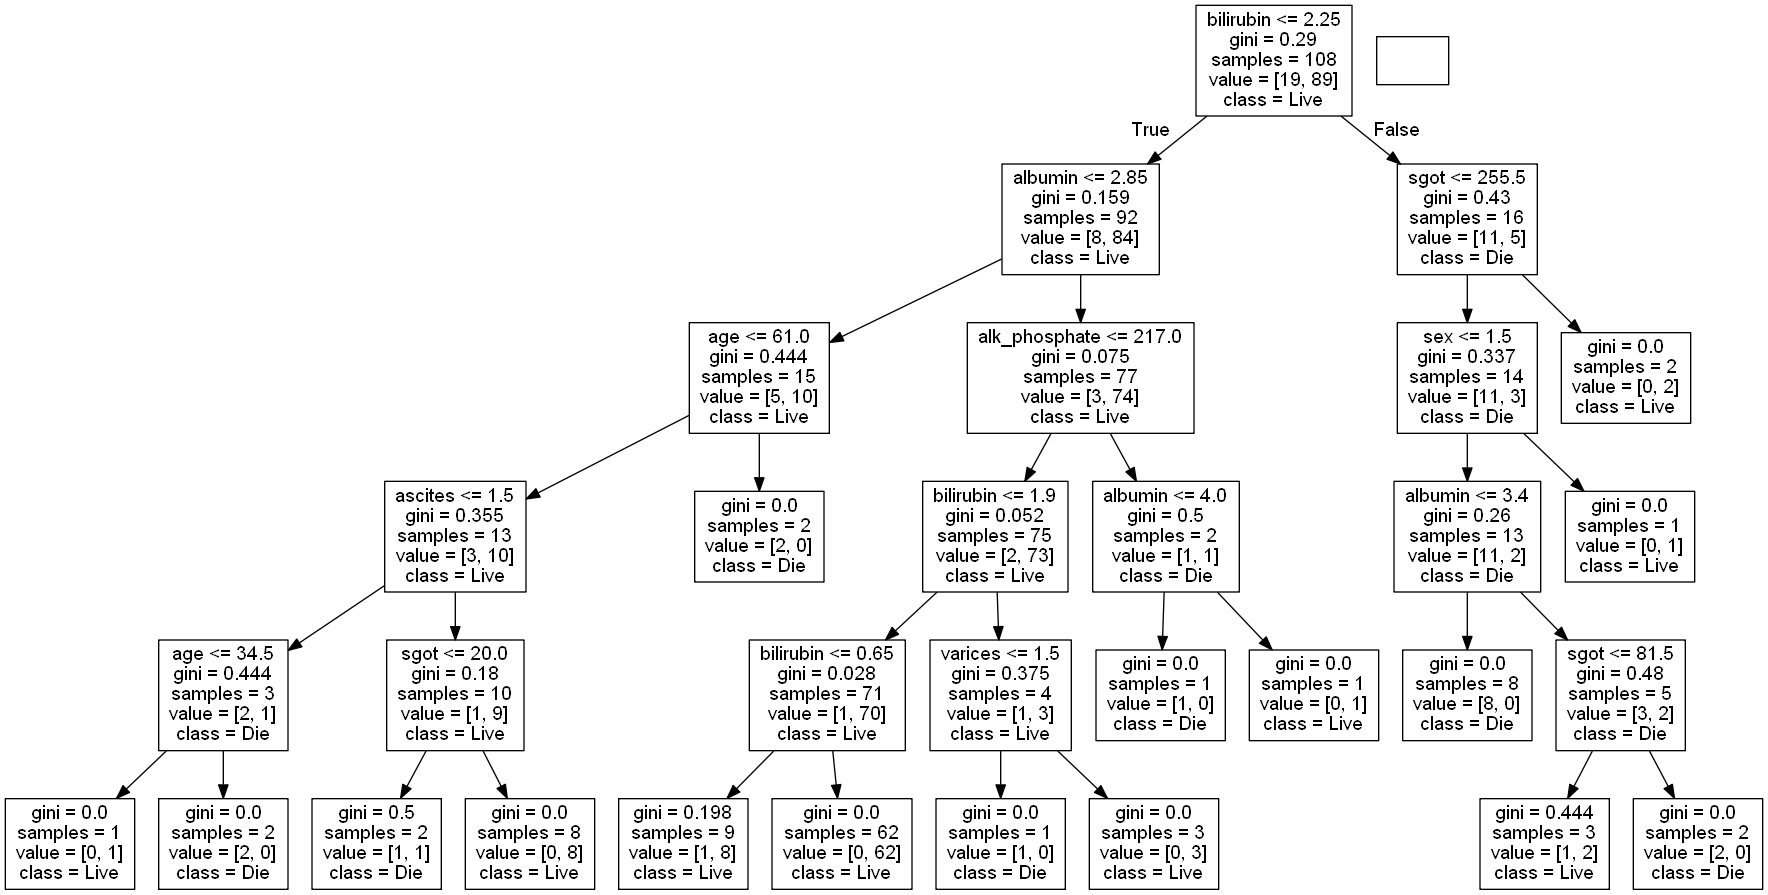 bilirubin <= 2.25
gini = 0.29
samples = 108
value = [19, 89]
class = Live
True
False
albumin <= 2.85
gini = 0.159
samples = 92
value = [8, 84]
class = Live
sgot <= 255.5
gini = 0.43
samples = 16
value = [11, 5]
class = Die
age <= 61.0
gini = 0.444
samples = 15
value = [5, 10]
class = Live
alk_phosphate <= 217.0
gini = 0.075
samples = 77
value = [3, 74]
class = Live
sex <= 1.5
gini = 0.337
samples = 14
value = [11, 3]
class = Die
gini = 0.0
samples = 2
value = [0, 2]
class = Live
ascites <= 1.5
gini = 0.355
samples = 13
value = [3, 10]
class = Live
gini = 0.0
samples = 2
value = [2, 0]
class = Die
bilirubin <= 1.9
gini = 0.052
samples = 75
value = [2, 73]
class = Live
albumin <= 4.0
gini = 0.5
samples = 2
value = [1, 1]
class = Die
albumin <= 3.4
gini = 0.26
samples = 13
value = [11, 2]
class = Die
gini = 0.0
samples = 1
value = [0, 1]
class = Live
age <= 34.5
gini = 0.444
samples = 3
value = [2, 1]
class = Die
sgot <= 20.0
gini = 0.18
samples = 10
value = [1, 9]
class = Live
bilirubin <= 0.65
gini = 0.028
samples = 71
value = [1, 70]
class = Live
varices <= 1.5
gini = 0.375
samples = 4
value = [1, 3]
class = Live
gini = 0.0
samples = 1
value = [1, 0]
class = Die
gini = 0.0
samples = 1
value = [0, 1]
class = Live
gini = 0.0
samples = 8
value = [8, 0]
class = Die
sgot <= 81.5
gini = 0.48
samples = 5
value = [3, 2]
class = Die
gini = 0.0
samples = 1
value = [0, 1]
class = Live
gini = 0.0
samples = 2
value = [2, 0]
class = Die
gini = 0.5
samples = 2
value = [1, 1]
class = Die
gini = 0.0
samples = 8
value = [0, 8]
class = Live
gini = 0.198
samples = 9
value = [1, 8]
class = Live
gini = 0.0
samples = 62
value = [0, 62]
class = Live
gini = 0.0
samples = 1
value = [1, 0]
class = Die
gini = 0.0
samples = 3
value = [0, 3]
class = Live
gini = 0.444
samples = 3
value = [1, 2]
class = Live
gini = 0.0
samples = 2
value = [2, 0]
class = Die